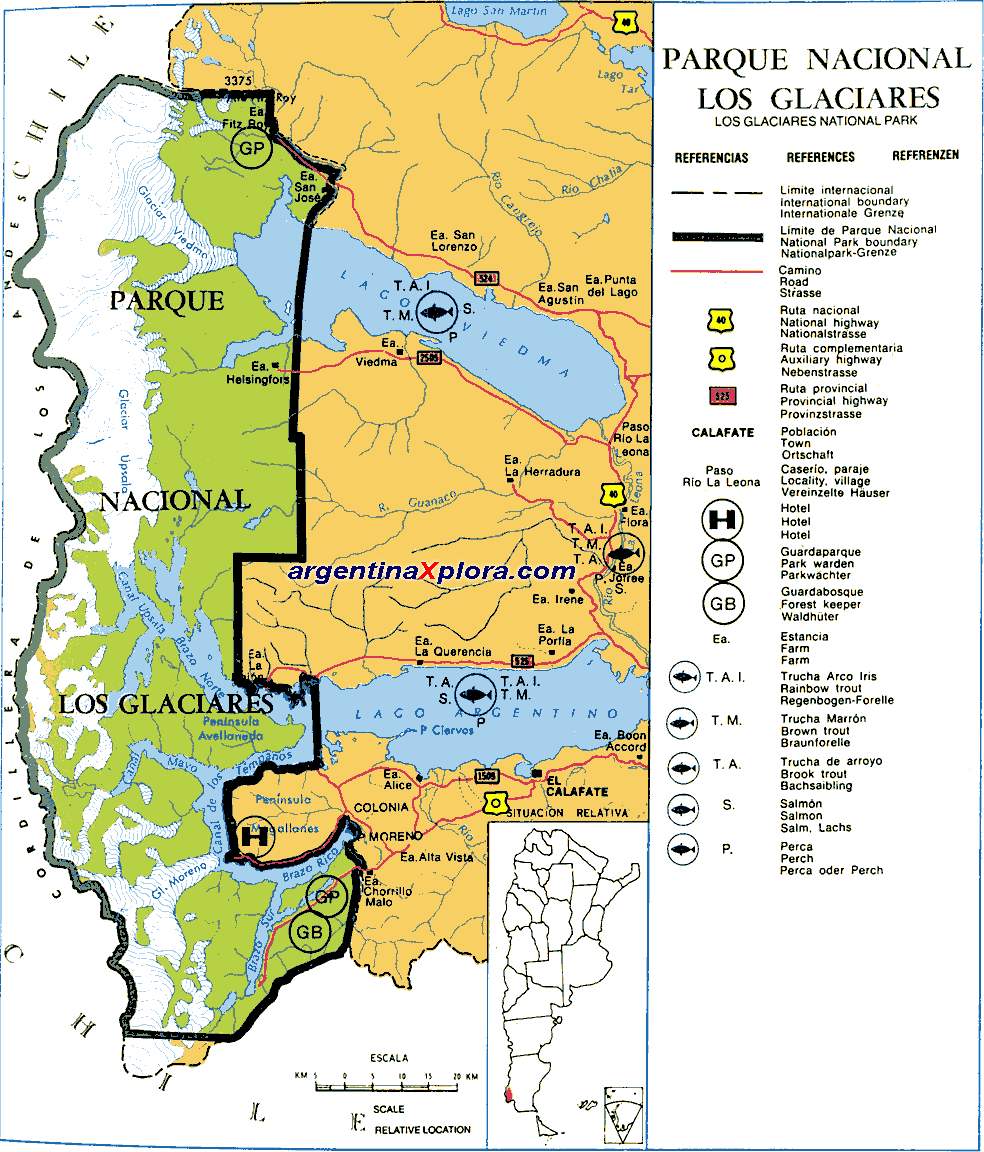 PARQUE NACIONAL
LOS GLACIARES
LOS GLACIARES NATIONAL PARK
REFERENCIAS REFERENCES REFERENZEN
Límite internacional
International boundary
Internationale Grenze
Límite de Parque Nacional
National Park boundary
Nationalpark-Grenze
Camino
Road
Strasse
40
Ruta nacional
National highway
Nationalstrasse
O
Ruta complementaria
Auxiliary highway
Nebenstrasse
525
Ruta provincial
Provincial highway
Provinzstrasse
CALAFATE
Población
Town
Ortschaft
Paso
Río La Leona
Caserío, paraje
Locality, village
Vereinzelte Häuser
H
Hotel
Hotel
Hotel
GP
Guardaparque
Park warden
Parkwächter
GB
Guardabosque
Forest keeper
Waldhüter
Ea.
Estancia
Farm
Farm
T. A. I.
Trucha Arco Iris
Rainbow trout
Regenbogen-Forelle
T. M.
Trucha Marrón
Brown trout
Braunforelle
T. A.
Trucha de arroyo
Brook trout
Bachsaibling
S.
Salmón
Salmon
Salm, Lachs
P.
Perca
Perch
Perca oder Perch
Lago San Martín
40
Lago
Tar
CHILE
CORDILLERA DE LOS ANDES
3375
Fitz Roy
Ea.
Fitz Roy
GP
Ea.
San
José
Río Cangrejo
Río Chalia
Glaciar Viedma
Ea. San
Lorenzo
524
Ea. San
Agustín
Ea. Punta
del Lago
LAGO VIEDMA
T. A. I
T. M.
S.
P
PARQUE
Ea.
Helsingfors
Ea.
Viedma
2585
Glaciar Upsala
Paso
Río La
Leona
Ea.
La Herradura
NACIONAL
R. Guanaco
40
Ea.
Flora
T. A. I.
T. M.
T. A.
P.
S.
Ea.
Jofree
argentinaXplora.com
Ea. Irene
Canal Upsala
Brazo Norte
Ea. La
Porfía
Ea.
La Querencia
525
Ea.
La
LOS GLACIARES
Península
Avellaneda
T. A.
S.
T. A. I.
T. M.
P
LAGO ARGENTINO
P Ciervos
Ea. Boon
Accord
Canal Mayo
Canal de los Tempanos
Ea.
Alice
1506
EL
CALAFATE
O
Península
Magallanes
COLONIA
P. MORENO
H
Río
Gl. Moreno
Brazo Rico
Ea. Alta Vista
Ea.
Chorrillo
Malo
GP
GB
Brazo Sur
SITUACION RELATIVA
CHILE
ESCALA
KM 5 0 5 10 15 20 KM
SCALE
RELATIVE LOCATION